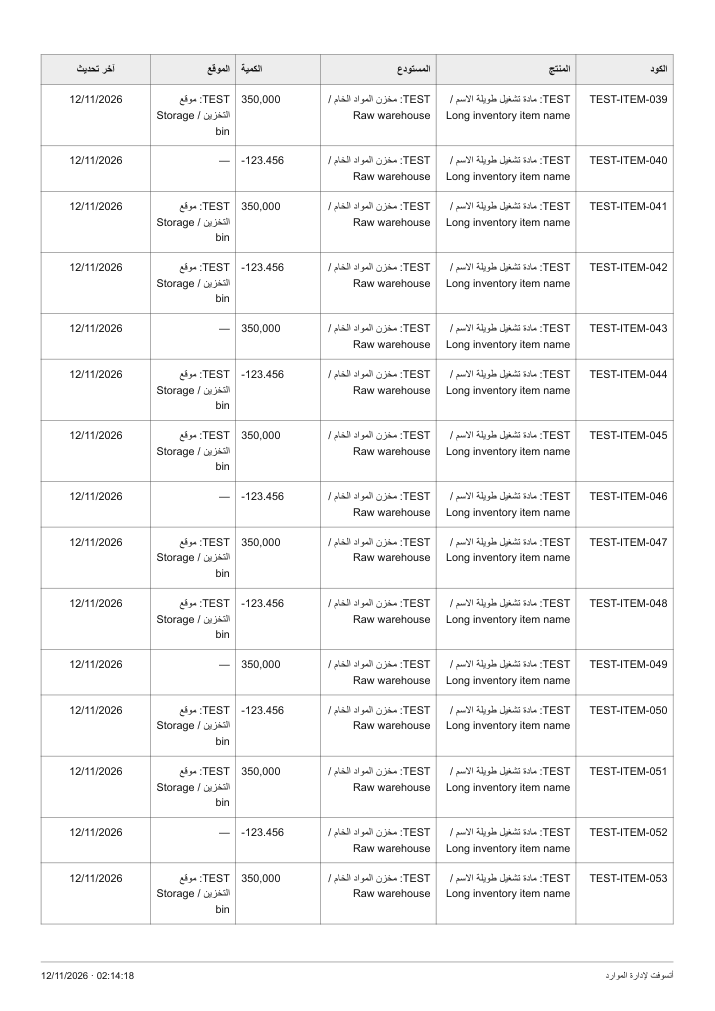 الكود المنتج المستودع الكمية الموقع آخر تحديث
TEST-ITEM-039 TEST: مادة تشغيل طويلة الاسم / TEST: مخزن المواد الخام / 350,000 TEST: موقع 12/11/2026
Long inventory item name Raw warehouse التخزين / Storage
bin
TEST-ITEM-040 TEST: مادة تشغيل طويلة الاسم / TEST: مخزن المواد الخام / -123.456 — 12/11/2026
Long inventory item name Raw warehouse
TEST-ITEM-041 TEST: مادة تشغيل طويلة الاسم / TEST: مخزن المواد الخام / 350,000 TEST: موقع 12/11/2026
Long inventory item name Raw warehouse التخزين / Storage
bin
TEST-ITEM-042 TEST: مادة تشغيل طويلة الاسم / TEST: مخزن المواد الخام / -123.456 TEST: موقع 12/11/2026
Long inventory item name Raw warehouse التخزين / Storage
bin
TEST-ITEM-043 TEST: مادة تشغيل طويلة الاسم / TEST: مخزن المواد الخام / 350,000 — 12/11/2026
Long inventory item name Raw warehouse
TEST-ITEM-044 TEST: مادة تشغيل طويلة الاسم / TEST: مخزن المواد الخام / -123.456 TEST: موقع 12/11/2026
Long inventory item name Raw warehouse التخزين / Storage
bin
TEST-ITEM-045 TEST: مادة تشغيل طويلة الاسم / TEST: مخزن المواد الخام / 350,000 TEST: موقع 12/11/2026
Long inventory item name Raw warehouse التخزين / Storage
bin
TEST-ITEM-046 TEST: مادة تشغيل طويلة الاسم / TEST: مخزن المواد الخام / -123.456 — 12/11/2026
Long inventory item name Raw warehouse
TEST-ITEM-047 TEST: مادة تشغيل طويلة الاسم / TEST: مخزن المواد الخام / 350,000 TEST: موقع 12/11/2026
Long inventory item name Raw warehouse التخزين / Storage
bin
TEST-ITEM-048 TEST: مادة تشغيل طويلة الاسم / TEST: مخزن المواد الخام / -123.456 TEST: موقع 12/11/2026
Long inventory item name Raw warehouse التخزين / Storage
bin
TEST-ITEM-049 TEST: مادة تشغيل طويلة الاسم / TEST: مخزن المواد الخام / 350,000 — 12/11/2026
Long inventory item name Raw warehouse
TEST-ITEM-050 TEST: مادة تشغيل طويلة الاسم / TEST: مخزن المواد الخام / -123.456 TEST: موقع 12/11/2026
Long inventory item name Raw warehouse التخزين / Storage
bin
TEST-ITEM-051 TEST: مادة تشغيل طويلة الاسم / TEST: مخزن المواد الخام / 350,000 TEST: موقع 12/11/2026
Long inventory item name Raw warehouse التخزين / Storage
bin
TEST-ITEM-052 TEST: مادة تشغيل طويلة الاسم / TEST: مخزن المواد الخام / -123.456 — 12/11/2026
Long inventory item name Raw warehouse
TEST-ITEM-053 TEST: مادة تشغيل طويلة الاسم / TEST: مخزن المواد الخام / 350,000 TEST: موقع 12/11/2026
Long inventory item name Raw warehouse التخزين / Storage
bin
أتسوفت لإدارة الموارد 12/11/2026 · 02:14:18